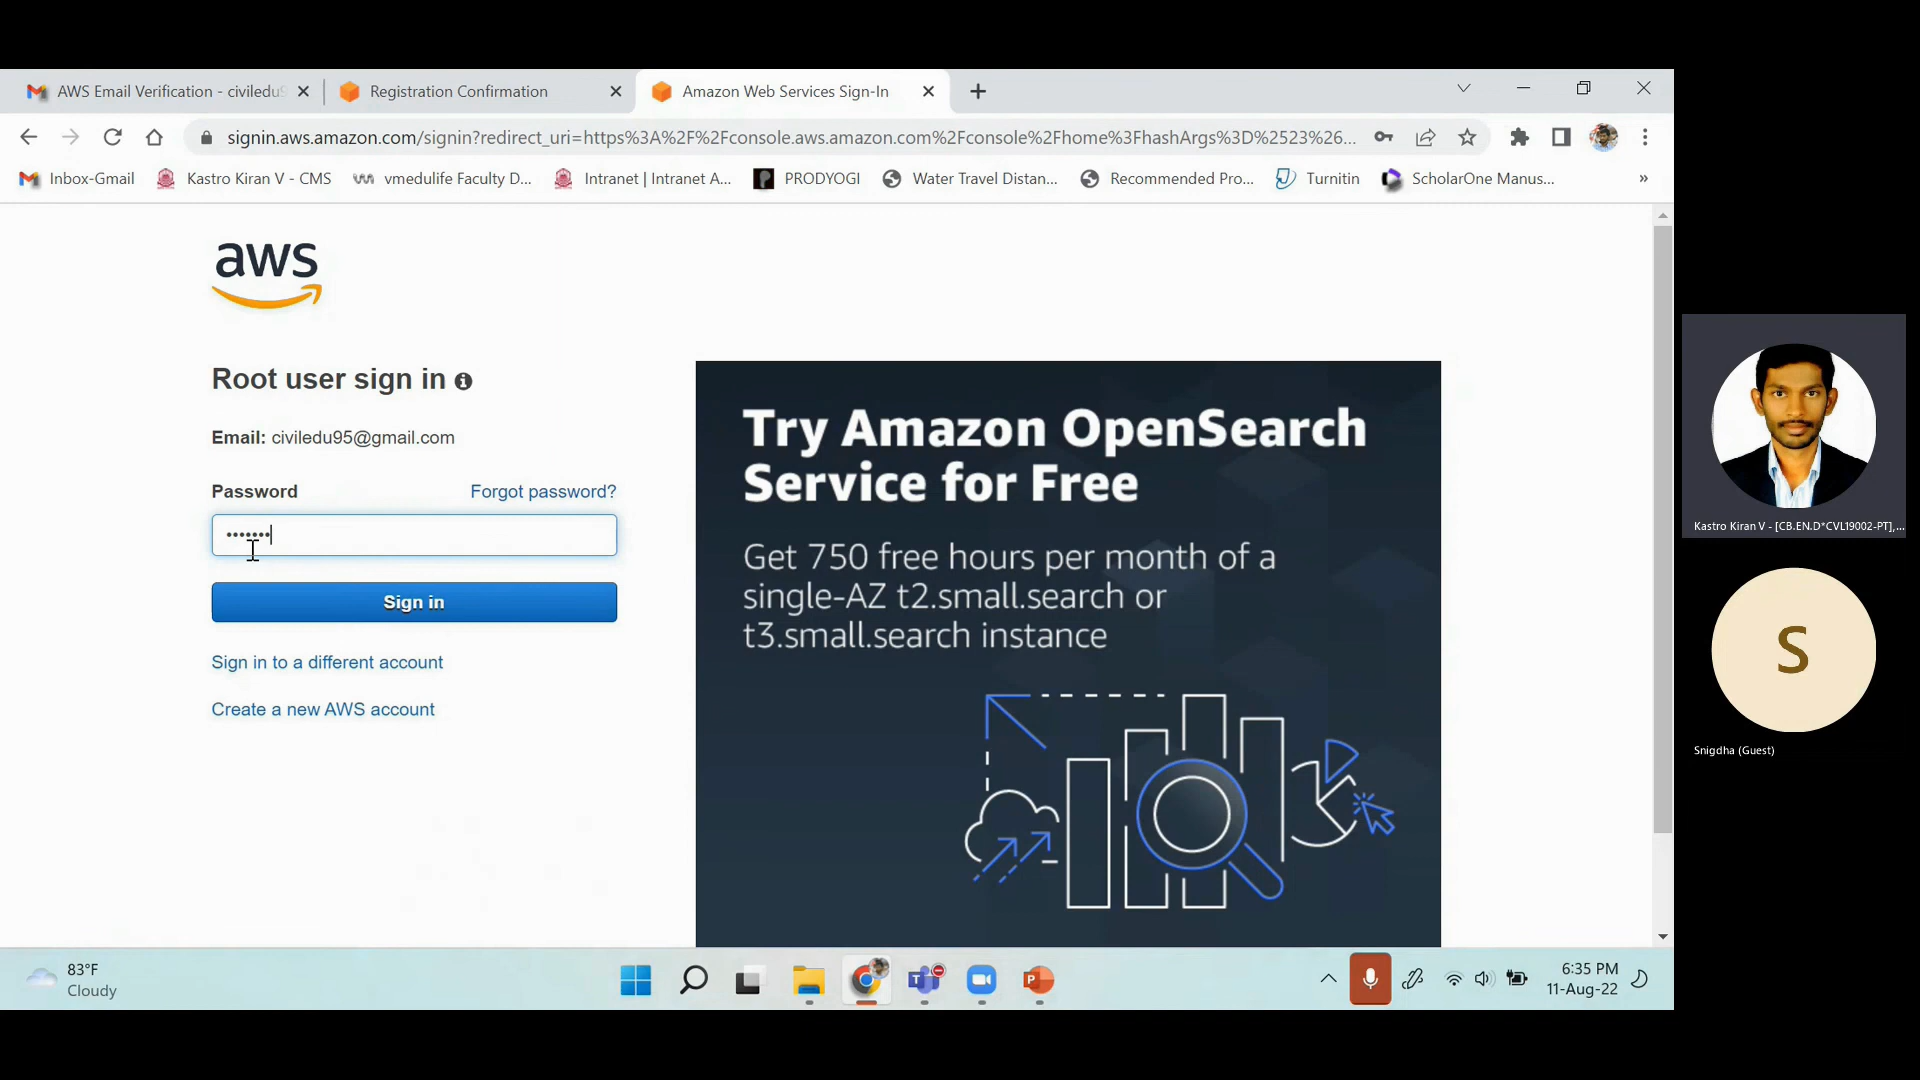 AWS Email Verification - civiledu
Registration Confirmation
Amazon Web Services Sign-In
signin.aws.amazon.com/signin?redirect_uri=https%3A%2F%2Fconsole.aws.amazon.com%2Fconsole%2Fhome%3FhashArgs%3D%2523%26...
Inbox-Gmail
Kastro Kiran V - CMS
vmedulife Faculty D...
Intranet | Intranet A...
PRODYOGI
Water Travel Distan...
Recommended Pro...
Turnitin
ScholarOne Manus...
»
aws
Root user sign in
Email: civiledu95@gmail.com
Password
Forgot password?
Sign in
Sign in to a different account
Create a new AWS account
Try Amazon OpenSearch
Service for Free
Get 750 free hours per month of a
single-AZ t2.small.search or
t3.small.search instance
Kastro Kiran V - [CB.EN.D*CVL19002-PT],...
S
Snigdha (Guest)
83°F
Cloudy
6:35 PM
11-Aug-22